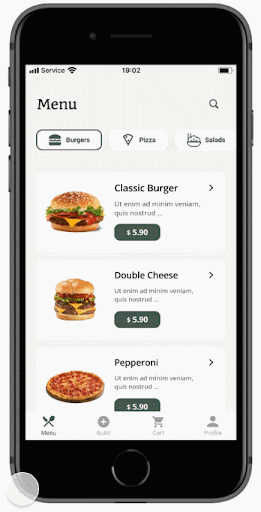 Service 19:02
Menu
Burgers Pizza Salads
Classic Burger
Ut enim ad minim veniam,
quis nostrud ...
$ 5.90
Double Cheese
Ut enim ad minim veniam,
quis nostrud ...
$ 5.90
Pepperoni
Ut enim ad minim veniam,
quis nostrud ...
$ 5.90
Menu Build Cart Profile